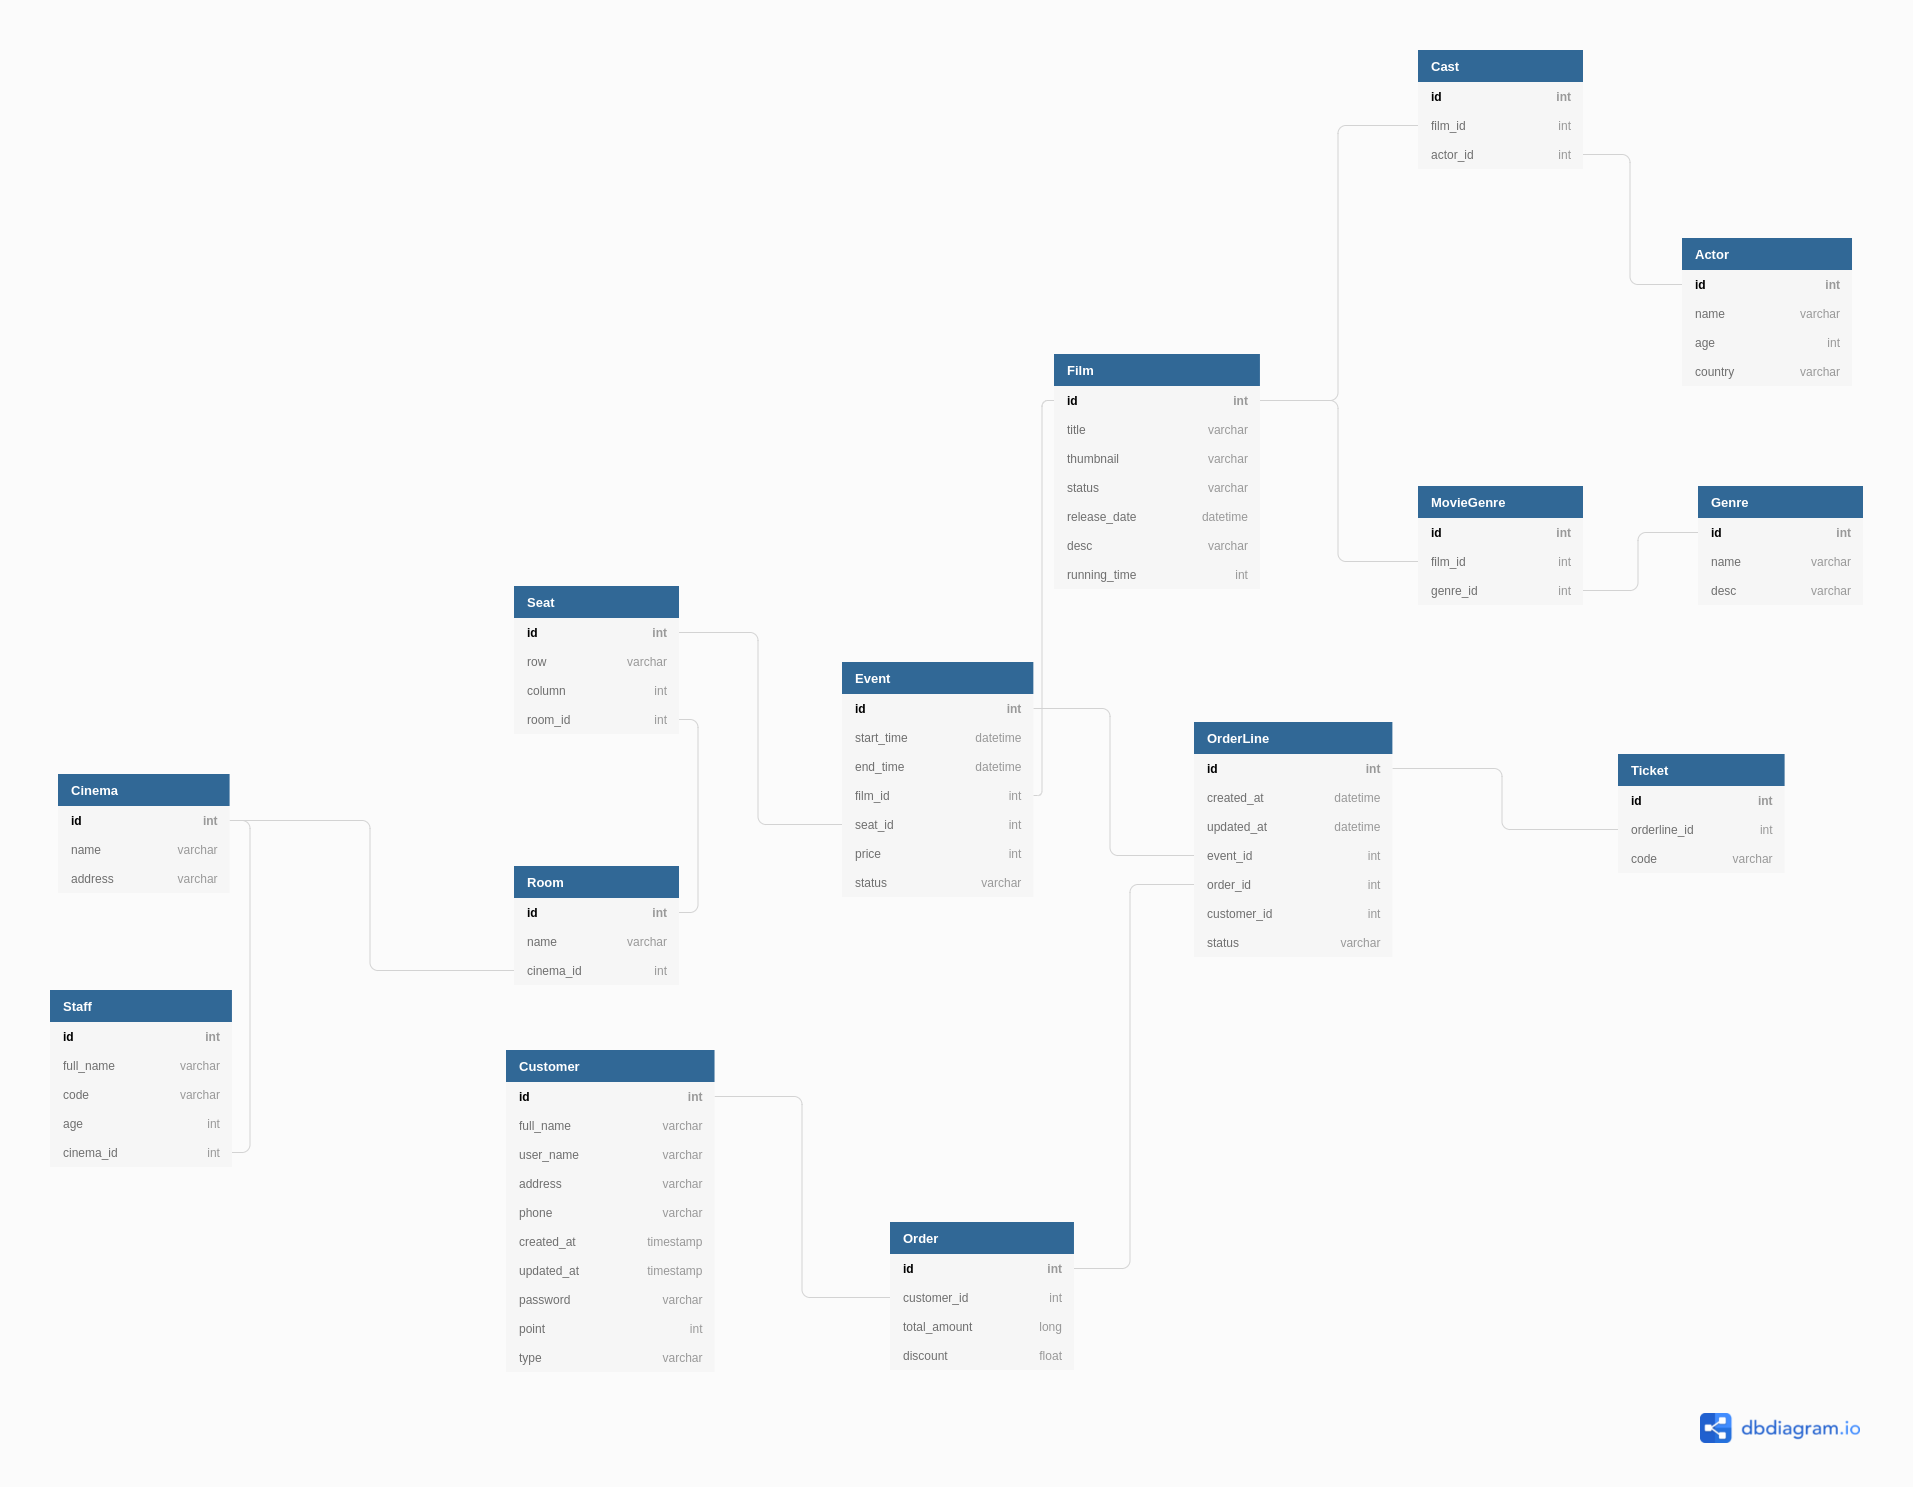 Cast
id int
film_id int
actor_id int
Actor
id int
name varchar
age int
country varchar
Film
id int
title varchar
thumbnail varchar
status varchar
release_date datetime
desc varchar
running_time int
MovieGenre
id int
film_id int
genre_id int
Genre
id int
name varchar
desc varchar
Seat
id int
row varchar
column int
room_id int
Event
id int
start_time datetime
end_time datetime
film_id int
seat_id int
price int
status varchar
OrderLine
id int
created_at datetime
updated_at datetime
event_id int
order_id int
customer_id int
status varchar
Ticket
id int
orderline_id int
code varchar
Cinema
id int
name varchar
address varchar
Room
id int
name varchar
cinema_id int
Staff
id int
full_name varchar
code varchar
age int
cinema_id int
Customer
id int
full_name varchar
user_name varchar
address varchar
phone varchar
created_at timestamp
updated_at timestamp
password varchar
point int
type varchar
Order
id int
customer_id int
total_amount long
discount float
dbdiagram.io